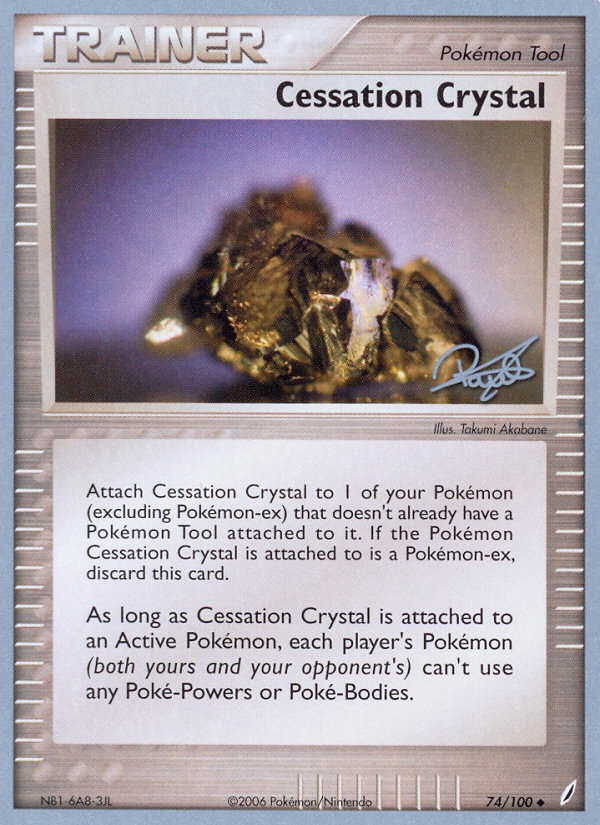 TRAINER
Pokémon Tool
Cessation Crystal
Illus. Takumi Akabane
Attach Cessation Crystal to 1 of your Pokémon
(excluding Pokémon-ex) that doesn't already have a
Pokémon Tool attached to it. If the Pokémon
Cessation Crystal is attached to is a Pokémon-ex,
discard this card.
As long as Cessation Crystal is attached to
an Active Pokémon, each player's Pokémon
(both yours and your opponent's) can't use
any Poké-Powers or Poké-Bodies.
NB1-6A8-3JL
©2006 Pokémon/Nintendo
74/100 ◆